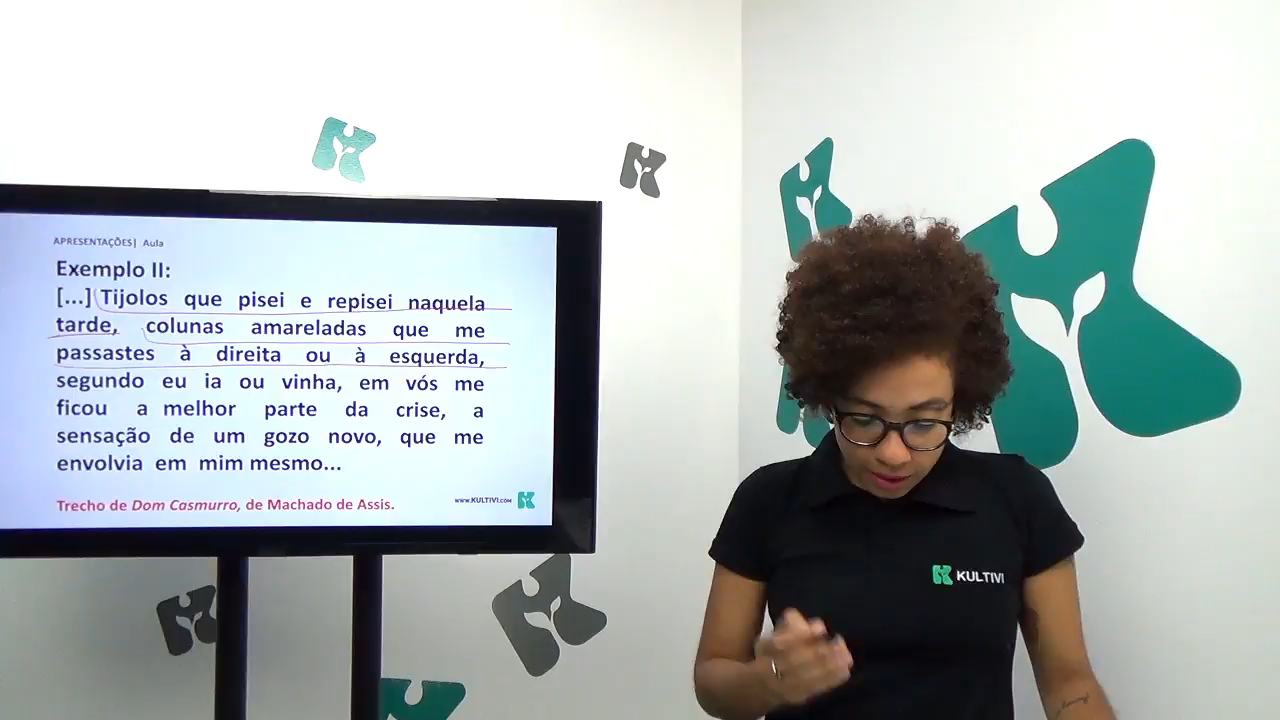 APRESENTAÇÕES| Aula
Exemplo II:
[...] Tijolos que pisei e repisei naquela
tarde, colunas amareladas que me
passastes à direita ou à esquerda,
segundo eu ia ou vinha, em vós me
ficou a melhor parte da crise, a
sensação de um gozo novo, que me
envolvia em mim mesmo...
Trecho de Dom Casmurro, de Machado de Assis.
www.KULTIVI.com
KULTIVI